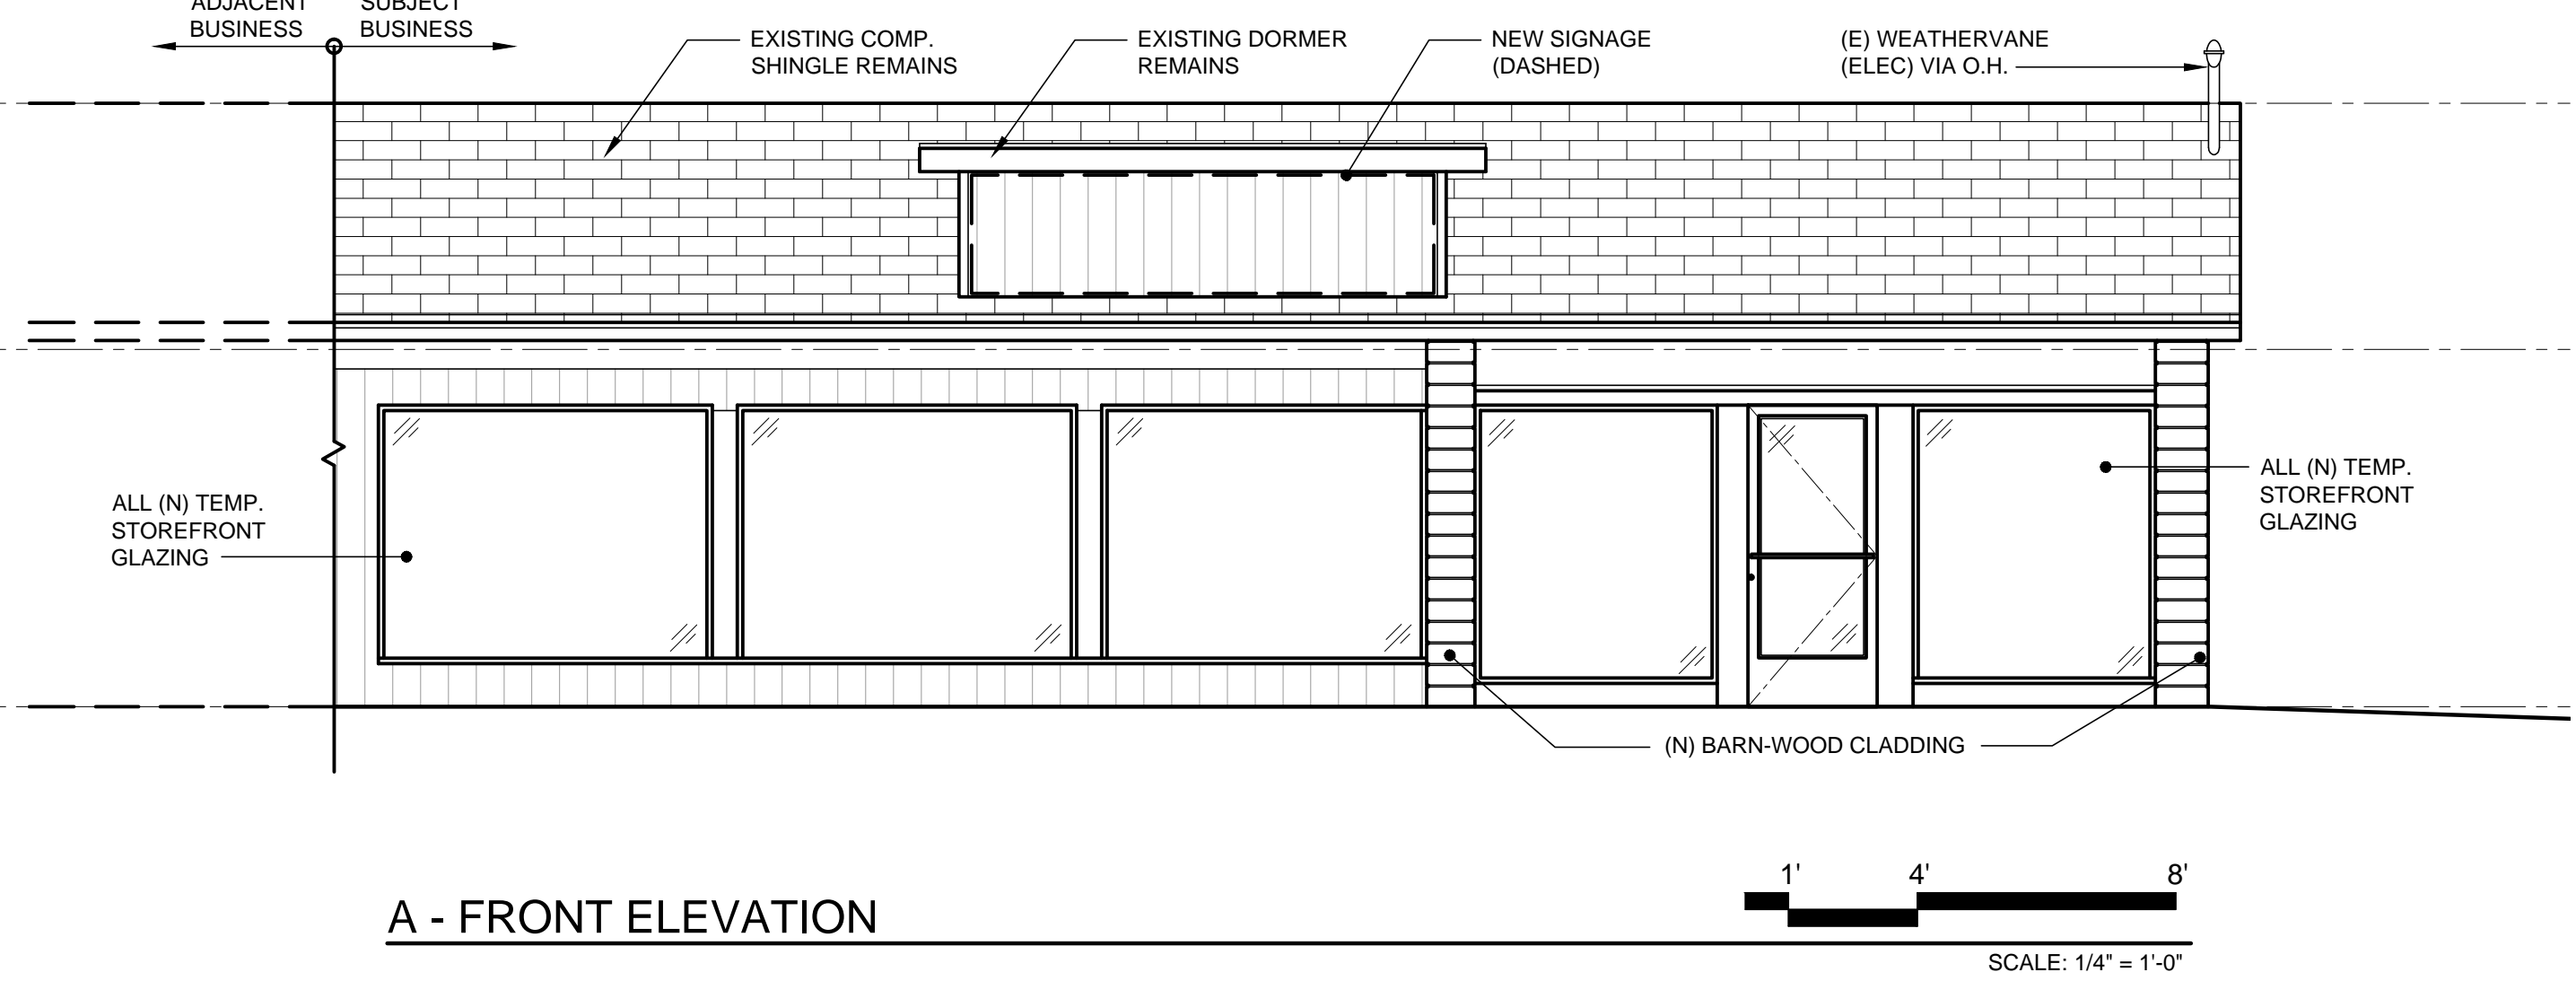 ADJACENT
BUSINESS
SUBJECT
BUSINESS
EXISTING COMP.
SHINGLE REMAINS
EXISTING DORMER
REMAINS
NEW SIGNAGE
(DASHED)
(E) WEATHERVANE
(ELEC) VIA O.H.
ALL (N) TEMP.
STOREFRONT
GLAZING
ALL (N) TEMP.
STOREFRONT
GLAZING
(N) BARN-WOOD CLADDING
A - FRONT ELEVATION
1' 4' 8'
SCALE: 1/4" = 1'-0"